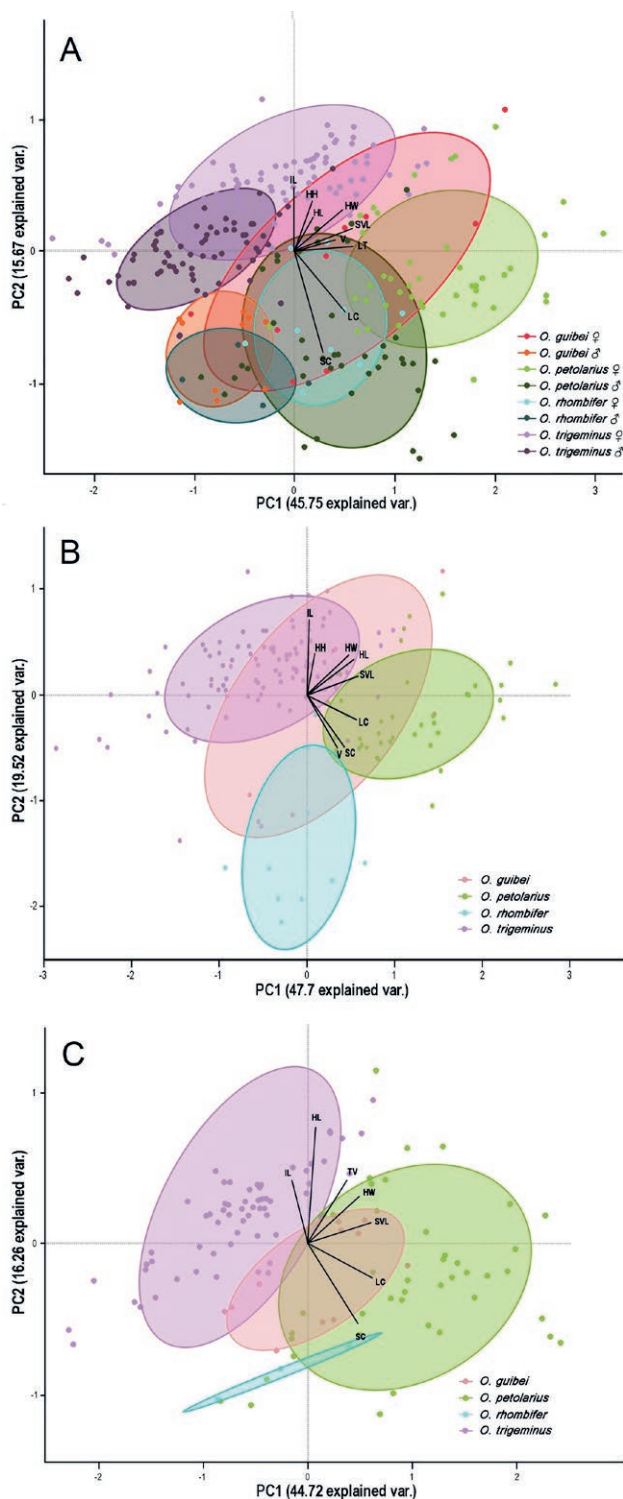 A
PC2 (15.67 explained var.)
1
0
-1
IL
HH
HL
HW
SVL
V
LT
LC
SC
O. guibei ♀
O. guibei ♂
O. petolarius ♀
O. petolarius ♂
O. rhombifer ♀
O. rhombifer ♂
O. trigeminus ♀
O. trigeminus ♂
-2 -1 0 1 2 3
PC1 (45.75 explained var.)
B
PC2 (19.52 explained var.)
1
0
-1
-2
IL
HH
HW
HL
SVL
LC
SC
V
O. guibei
O. petolarius
O. rhombifer
O. trigeminus
-3 -2 -1 0 1 2 3
PC1 (47.7 explained var.)
C
PC2 (16.26 explained var.)
1
0
-1
HL
IL
TV
HW
SVL
LC
SC
O. guibei
O. petolarius
O. rhombifer
O. trigeminus
-2 -1 0 1 2
PC1 (44.72 explained var.)